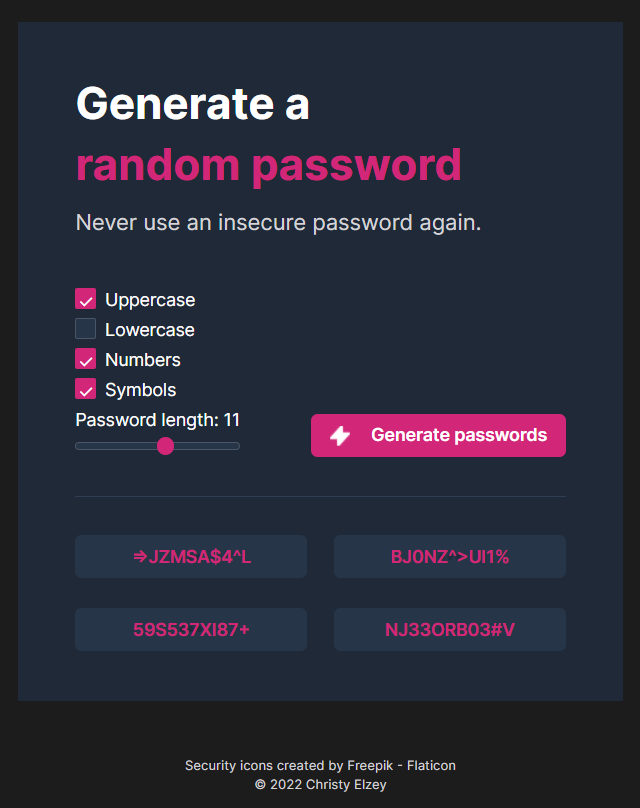 Generate a
random password
Never use an insecure password again.
Uppercase
Lowercase
Numbers
Symbols
Password length: 11
Generate passwords
=>JZMSA$4^L
BJ0NZ^>UI1%
59S537XI87+
NJ33ORB03#V
Security icons created by Freepik - Flaticon
© 2022 Christy Elzey